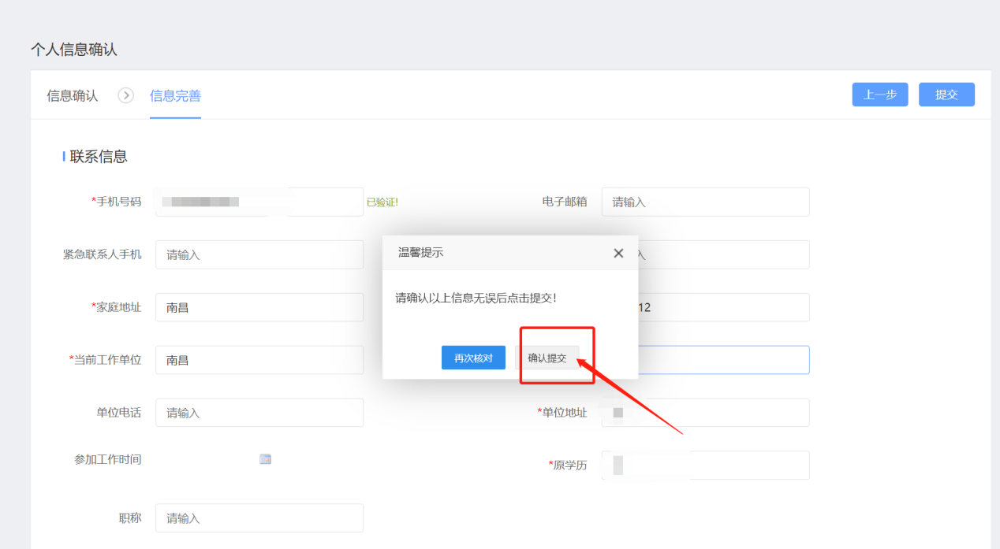 个人信息确认
信息确认
信息完善
上一步
提交
联系信息
*手机号码
已验证!
电子邮箱
请输入
紧急联系人手机
请输入
入
*家庭地址
南昌
12
*当前工作单位
南昌
温馨提示
请确认以上信息无误后点击提交!
再次核对
确认提交
单位电话
请输入
*单位地址
参加工作时间
*原学历
职称
请输入